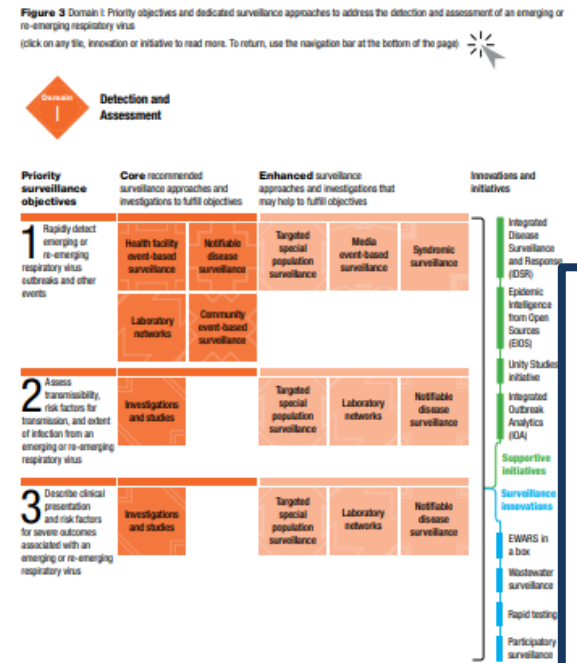 Figure 3 Domain I: Priority objectives and dedicated surveillance approaches to address the detection and assessment of an emerging or
re-emerging respiratory virus
(click on any tile, innovation or initiative to read more. To return, use the navigation bar at the bottom of the page)
Domain
I
Detection and
Assessment
Priority
surveillance
objectives
Core recommended
surveillance approaches and
investigations to fulfill objectives
Enhanced surveillance
approaches and investigations that
may help to fulfill objectives
Innovations and
initiatives
1 Rapidly detect
emerging or
re-emerging
respiratory virus
outbreaks and other
events
Health facility
event-based
surveillance
Notifiable
disease
surveillance
Laboratory
networks
Community
event-based
surveillance
Targeted
special
population
surveillance
Media
event-based
surveillance
Syndromic
surveillance
2 Assess
transmissibility,
risk factors for
transmission, and extent
of infection from an
emerging or re-emerging
respiratory virus
Investigations
and studies
Targeted
special
population
surveillance
Laboratory
networks
Notifiable
disease
surveillance
3 Describe clinical
presentation
and risk factors
for severe outcomes
associated with an
emerging or re-emerging
respiratory virus
Investigations
and studies
Targeted
special
population
surveillance
Laboratory
networks
Notifiable
disease
surveillance
Integrated
Disease
Surveillance
and Response
(IDSR)
Epidemic
Intelligence
from Open
Sources
(EIOS)
Unity Studies
initiative
Integrated
Outbreak
Analytics
(IOA)
Supportive
initiatives
Surveillance
innovations
EWARS in
a box
Wastewater
surveillance
Rapid testing
Participatory
surveillance